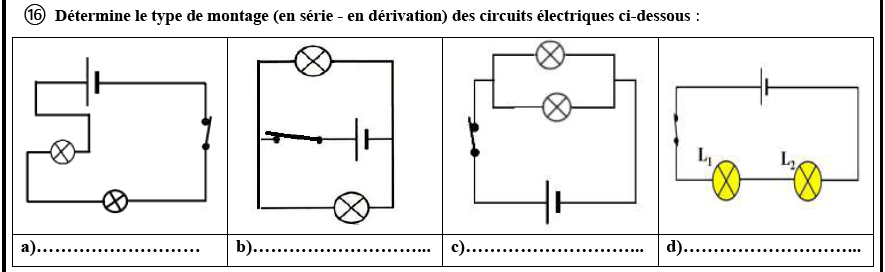 ⑯ Détermine le type de montage (en série - en dérivation) des circuits électriques ci-dessous :
L1
L2
a)………………………
b)………………………...
c)………………………...
d)………………………...